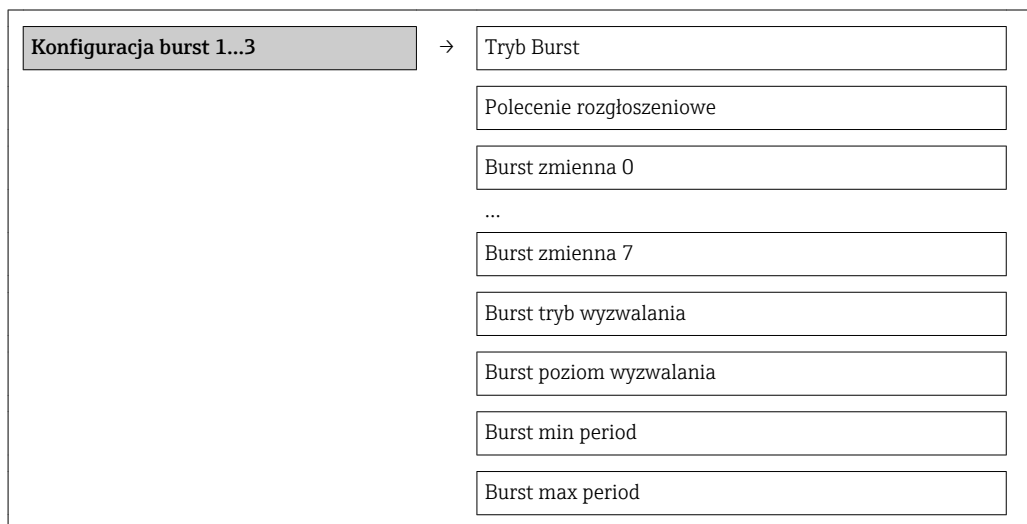 Konfiguracja burst 1…3 → Tryb Burst
Polecenie rozgłoszeniowe
Burst zmienna 0
…
Burst zmienna 7
Burst tryb wyzwalania
Burst poziom wyzwalania
Burst min period
Burst max period